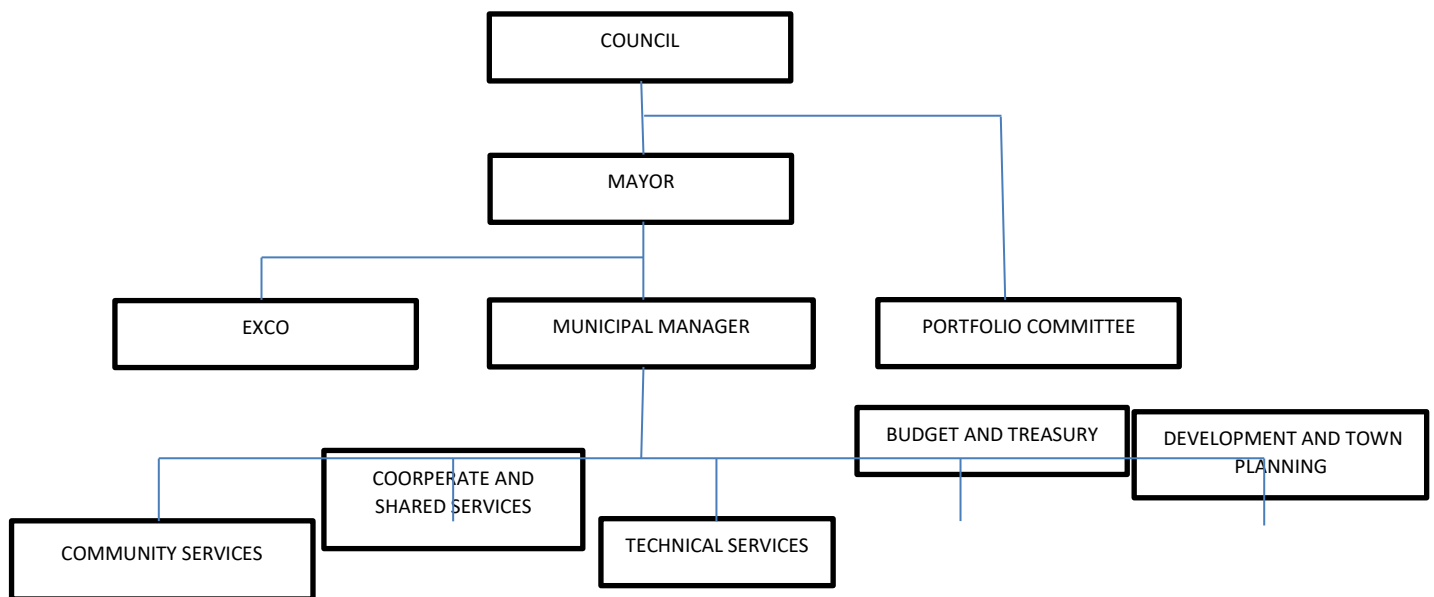 COUNCIL
MAYOR
EXCO
MUNICIPAL MANAGER
PORTFOLIO COMMITTEE
BUDGET AND TREASURY
DEVELOPMENT AND TOWN
PLANNING
COORPERATE AND
SHARED SERVICES
COMMUNITY SERVICES
TECHNICAL SERVICES